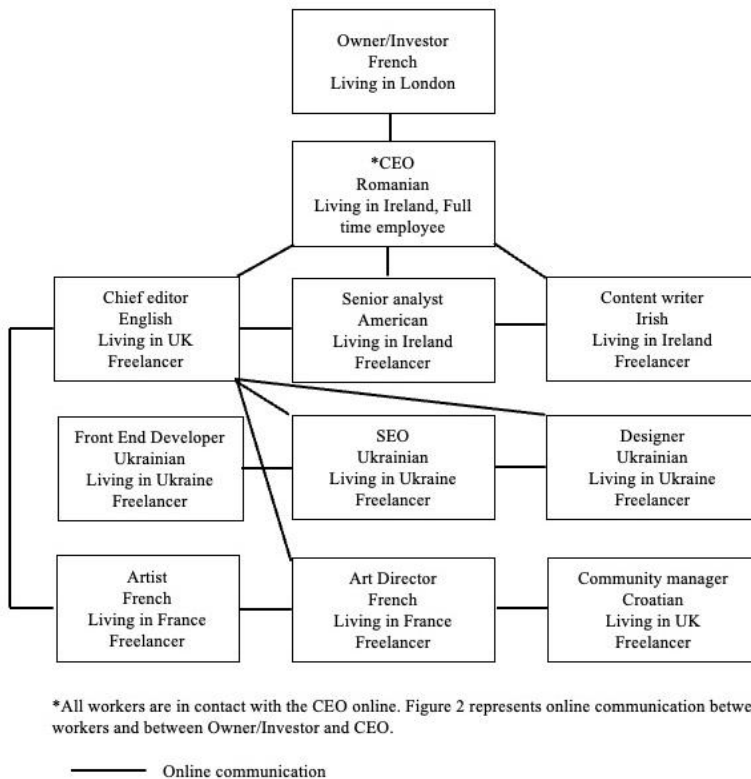 Owner/Investor
French
Living in London
*CEO
Romanian
Living in Ireland, Full
time employee
Chief editor
English
Living in UK
Freelancer
Senior analyst
American
Living in Ireland
Freelancer
Content writer
Irish
Living in Ireland
Freelancer
Front End Developer
Ukrainian
Living in Ukraine
Freelancer
SEO
Ukrainian
Living in Ukraine
Freelancer
Designer
Ukrainian
Living in Ukraine
Freelancer
Artist
French
Living in France
Freelancer
Art Director
French
Living in France
Freelancer
Community manager
Croatian
Living in UK
Freelancer
*All workers are in contact with the CEO online. Figure 2 represents online communication betwe
workers and between Owner/Investor and CEO.
Online communication